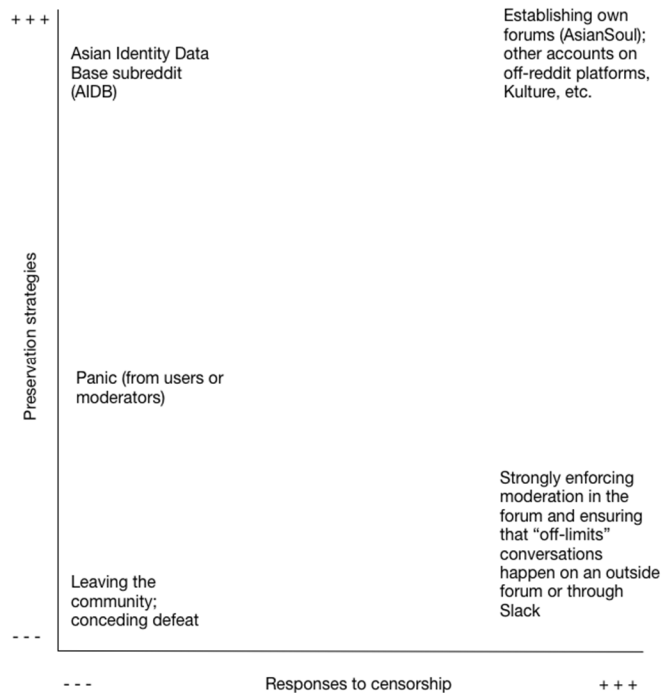 + + +
Asian Identity Data
Base subreddit
(AIDB)
Establishing own
forums (AsianSoul);
other accounts on
off-reddit platforms,
Kulture, etc.
Preservation strategies
Panic (from users or
moderators)
Strongly enforcing
moderation in the
forum and ensuring
that “off-limits”
conversations
happen on an outside
forum or through
Slack
Leaving the
community;
conceding defeat
- - -
- - -
Responses to censorship
+ + +